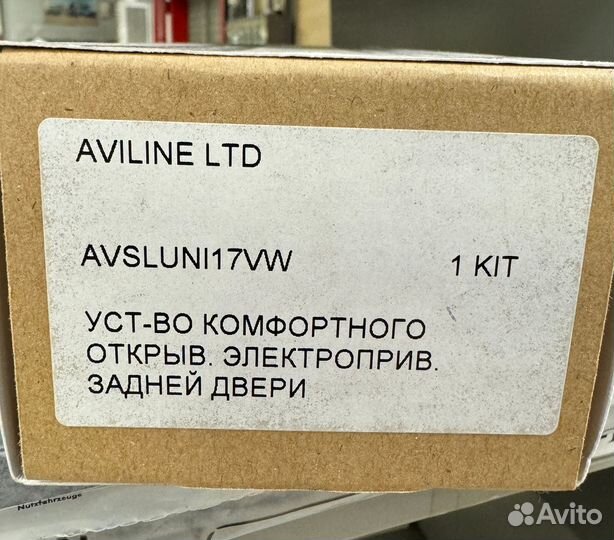 AVILINE LTD
AVSLUNI17VW 1 KIT
УСТ-ВО КОМФОРТНОГО
ОТКРЫВ. ЭЛЕКТРОПРИВ.
ЗАДНЕЙ ДВЕРИ
Nutzfahrzeuge
Avito